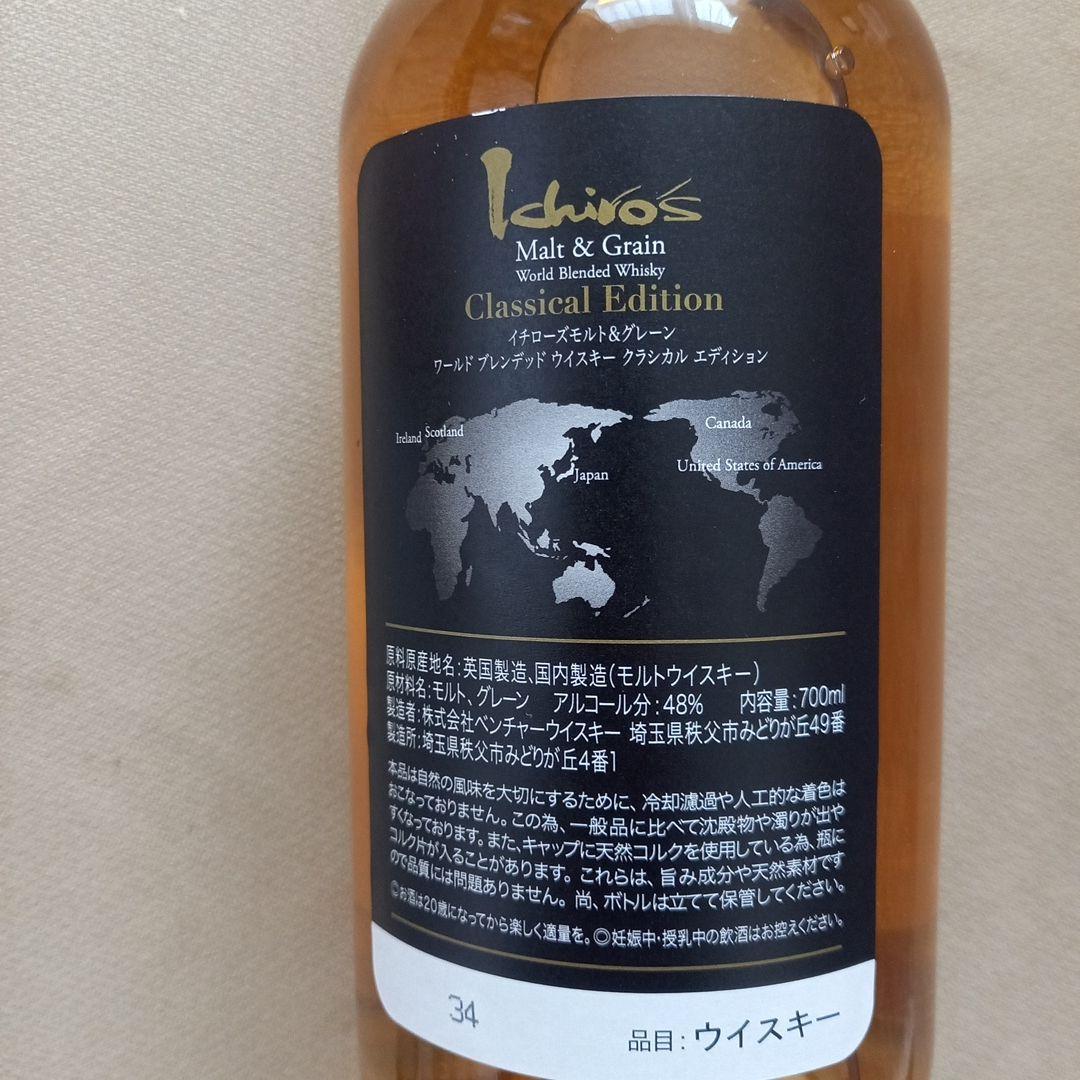 Ichiro's
Malt & Grain
World Blended Whisky
Classical Edition
イチローズモルト&グレーン
ワールド ブレンデッド ウイスキー クラシカル エディション
Ireland Scotland
Canada
Japan
United States of America
原料原産地名:英国製造、国内製造(モルトウイスキー)
原材料名:モルト、グレーン アルコール分:48% 内容量:700ml
製造者:株式会社ベンチャーウイスキー 埼玉県秩父市みどりが丘49番
製造所:埼玉県秩父市みどりが丘4番1
本品は自然の風味を大切にするために、冷却濾過や人工的な着色は
おこなっておりません。この為、一般品に比べて沈殿物や濁りが出や
すくなっております。また、キャップに天然コルクを使用している為、瓶に
コルク片が入ることがあります。これらは、旨み成分や天然素材です
ので品質には問題ありません。尚、ボトルは立てて保管してください。
◎お酒は20歳になってから楽しく適量を。◎妊娠中・授乳中の飲酒はお控えください。
34
品目:ウイスキー